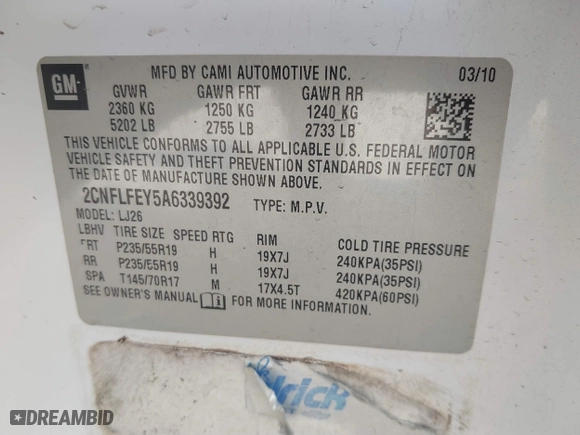 GM
MFD BY CAMI AUTOMOTIVE INC. 03/10
GVWR GAWR FRT GAWR RR
2360 KG 1250 KG 1240 KG
5202 LB 2755 LB 2733 LB
THIS VEHICLE CONFORMS TO ALL APPLICABLE U.S. FEDERAL MOTOR
VEHICLE SAFETY AND THEFT PREVENTION STANDARDS IN EFFECT ON
THE DATE OF MANUFACTURE SHOWN ABOVE.
2CNFLFEY5A6339392 TYPE: M.P.V.
MODEL: LJ26
LBHV TIRE SIZE SPEED RTG RIM COLD TIRE PRESSURE
FRT P235/55R19 H 19X7J 240KPA(35PSI)
RR P235/55R19 H 19X7J 240KPA(35PSI)
SPA T145/70R17 M 17X4.5T 420KPA(60PSI)
SEE OWNER'S MANUAL FOR MORE INFORMATION.
rick
DREAMBID